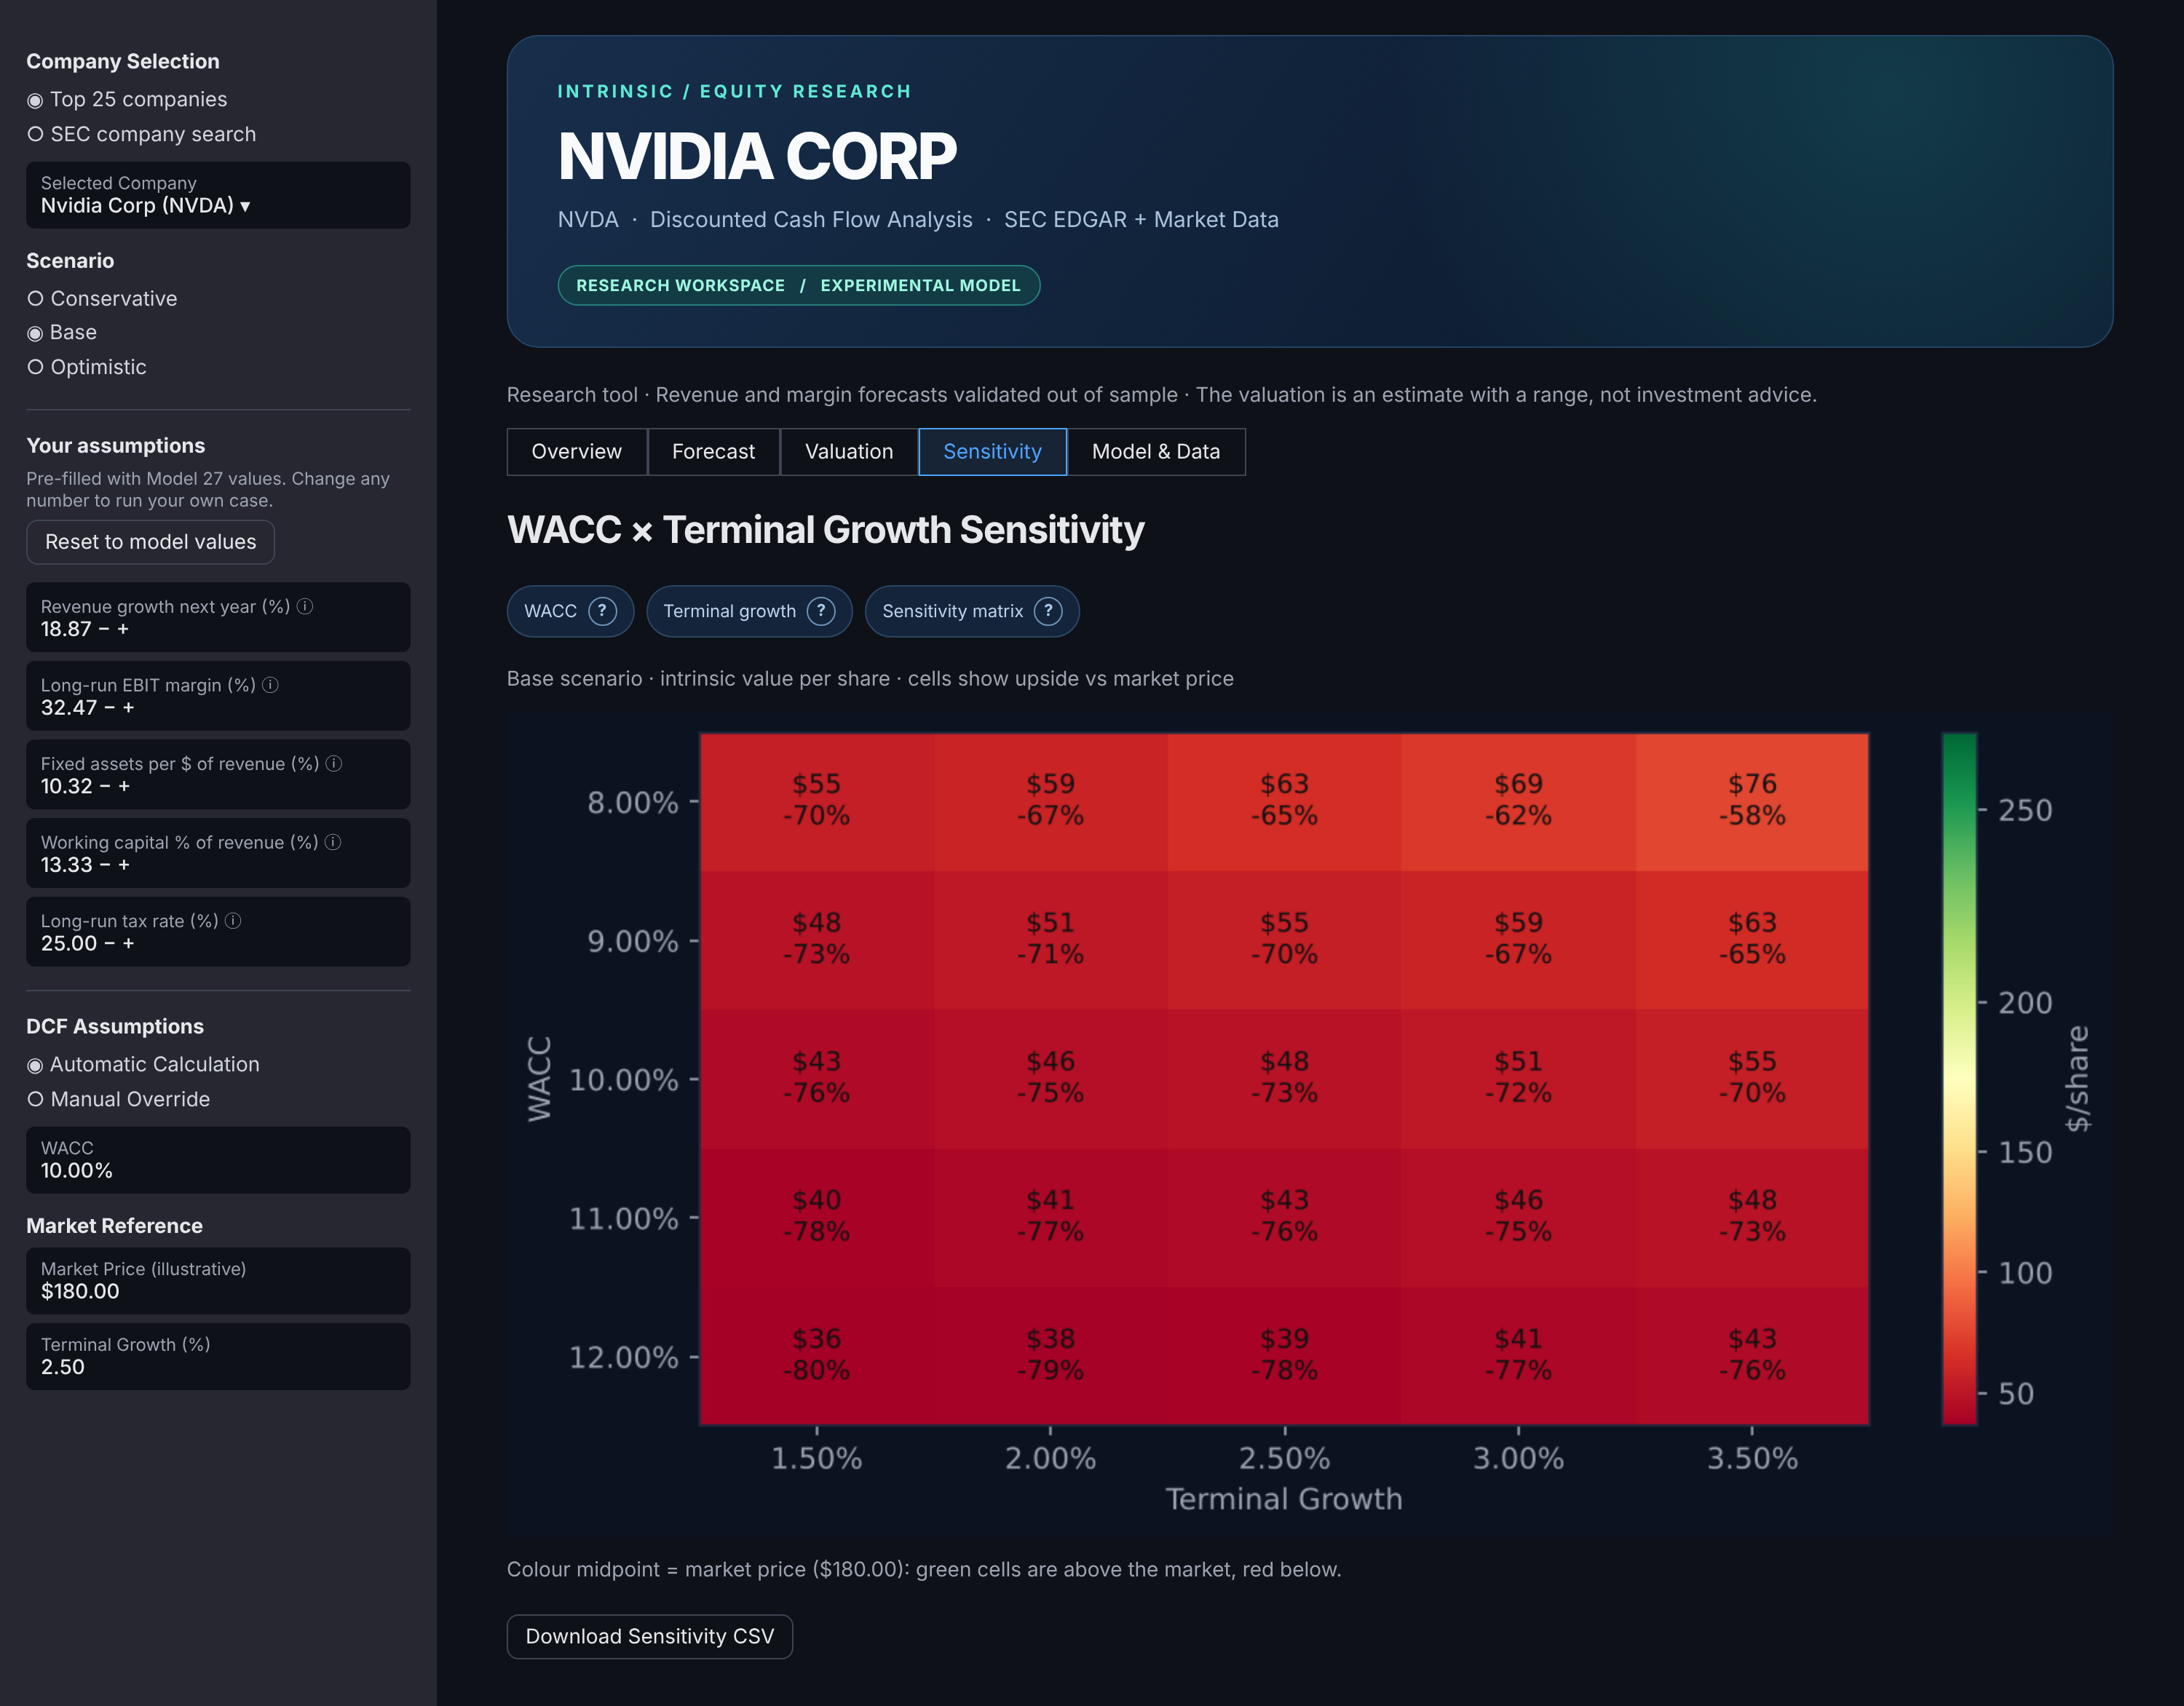 Company Selection
◉ Top 25 companies
○ SEC company search
Selected Company
Nvidia Corp (NVDA) ▾
Scenario
○ Conservative
◉ Base
○ Optimistic
Your assumptions
Pre-filled with Model 27 values. Change any
number to run your own case.
Reset to model values
Revenue growth next year (%) ⓘ
18.87 − +
Long-run EBIT margin (%) ⓘ
32.47 − +
Fixed assets per $ of revenue (%) ⓘ
10.32 − +
Working capital % of revenue (%) ⓘ
13.33 − +
Long-run tax rate (%) ⓘ
25.00 − +
DCF Assumptions
◉ Automatic Calculation
○ Manual Override
WACC
10.00%
Market Reference
Market Price (illustrative)
$180.00
Terminal Growth (%)
2.50
INTRINSIC / EQUITY RESEARCH
NVIDIA CORP
NVDA · Discounted Cash Flow Analysis · SEC EDGAR + Market Data
RESEARCH WORKSPACE / EXPERIMENTAL MODEL
Research tool · Revenue and margin forecasts validated out of sample · The valuation is an estimate with a range, not investment advice.
Overview Forecast Valuation Sensitivity Model & Data
WACC × Terminal Growth Sensitivity
WACC ? Terminal growth ? Sensitivity matrix ?
Base scenario · intrinsic value per share · cells show upside vs market price
WACC
8.00% $55 $59 $63 $69 $76
-70% -67% -65% -62% -58%
9.00% $48 $51 $55 $59 $63
-73% -71% -70% -67% -65%
10.00% $43 $46 $48 $51 $55
-76% -75% -73% -72% -70%
11.00% $40 $41 $43 $46 $48
-78% -77% -76% -75% -73%
12.00% $36 $38 $39 $41 $43
-80% -79% -78% -77% -76%
1.50% 2.00% 2.50% 3.00% 3.50%
Terminal Growth
250
200
150
100
50
$/share
Colour midpoint = market price ($180.00): green cells are above the market, red below.
Download Sensitivity CSV